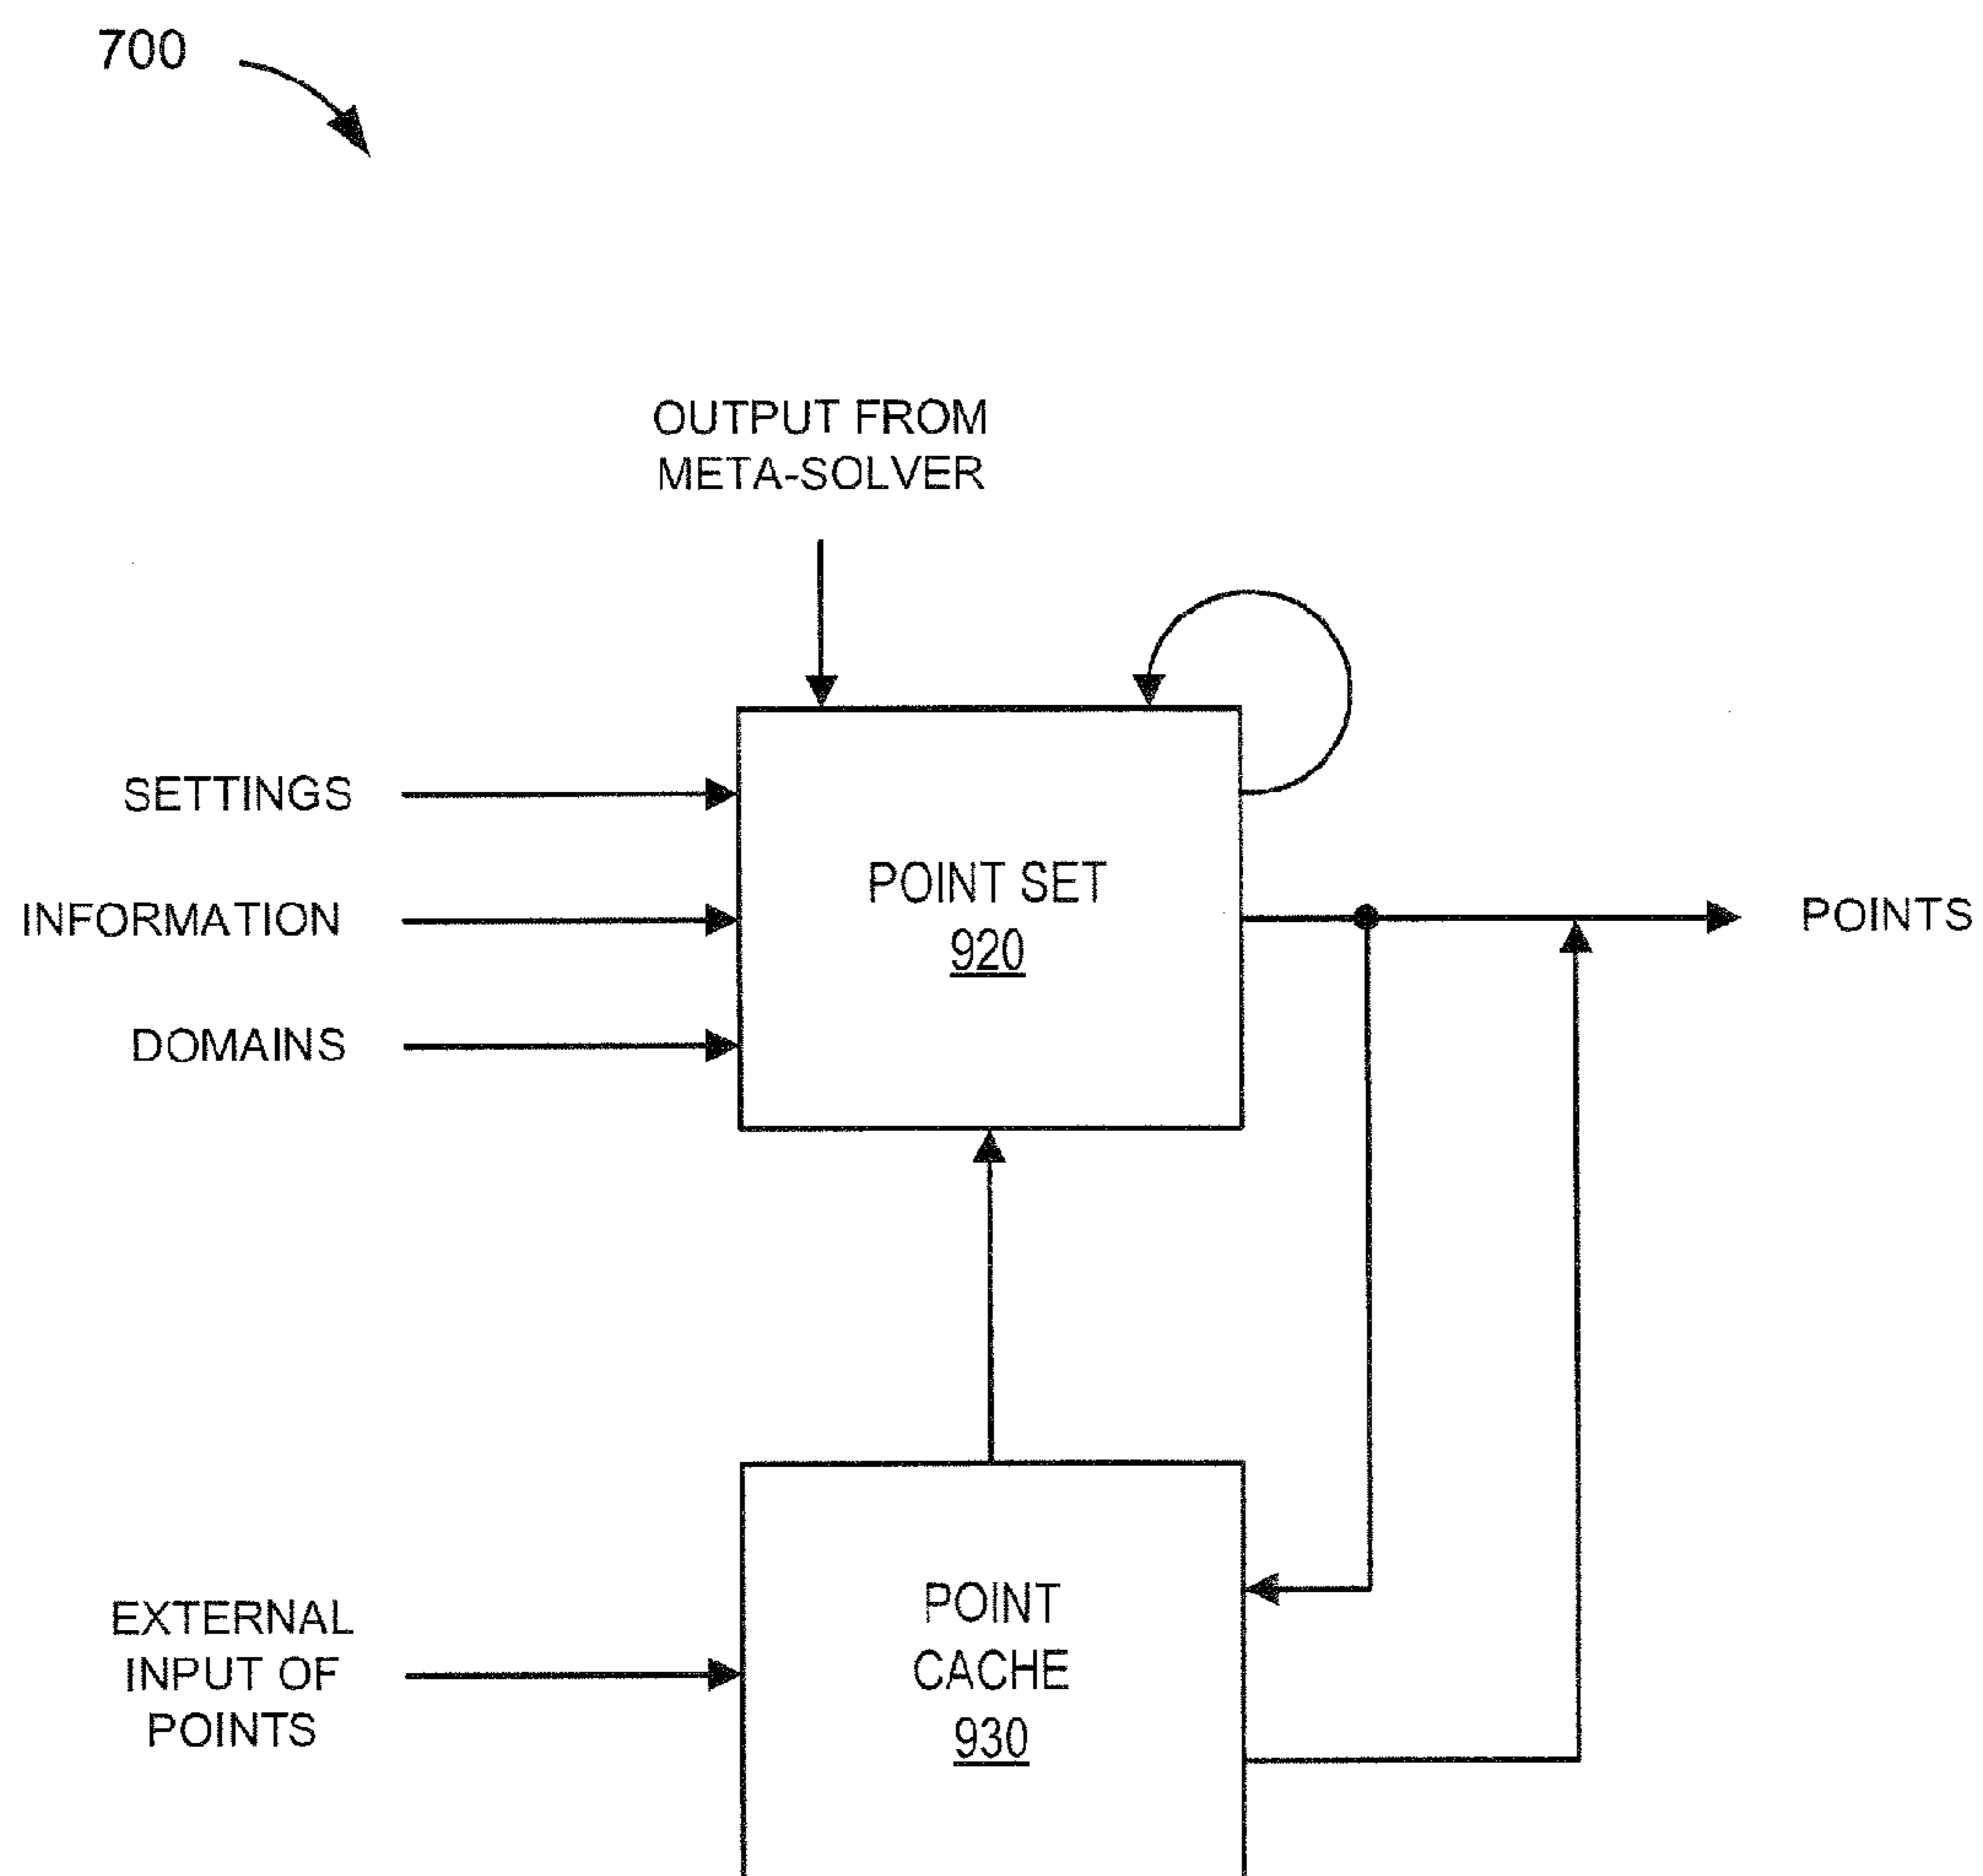 700
OUTPUT FROM
META-SOLVER
SETTINGS
INFORMATION
DOMAINS
POINT SET
920
POINTS
EXTERNAL
INPUT OF
POINTS
POINT
CACHE
930